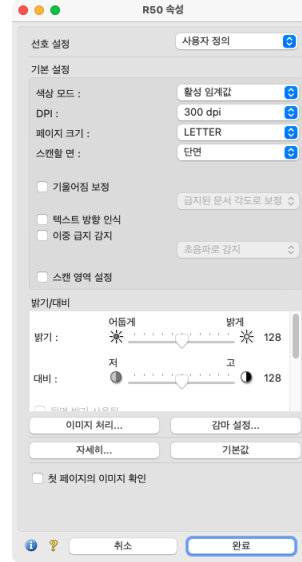 R50 속성
선호 설정 사용자 정의
기본 설정
색상 모드 : 활성 임계값
DPI : 300 dpi
페이지 크기 : LETTER
스캔할 면 : 단면
기울어짐 보정
급지된 문서 각도로 보정
텍스트 방향 인식
이중 급지 감지
초음파로 감지
스캔 영역 설정
밝기/대비
어둡게 밝게
밝기 : 128
저 고
대비 : 128
이미지 처리... 감마 설정...
자세히... 기본값
첫 페이지의 이미지 확인
취소 완료